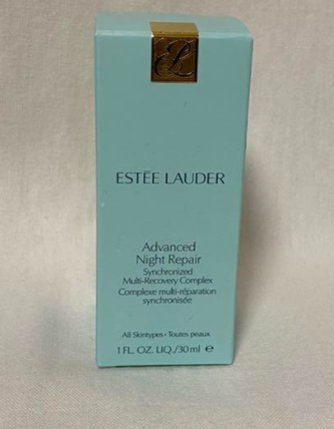 EL
ESTĒE LAUDER
Advanced
Night Repair
Synchronized
Multi-Recovery Complex
Complexe multi-réparation
synchronisée
All Skintypes • Toutes peaux
1 FL. OZ. LIQ./30 ml ℮